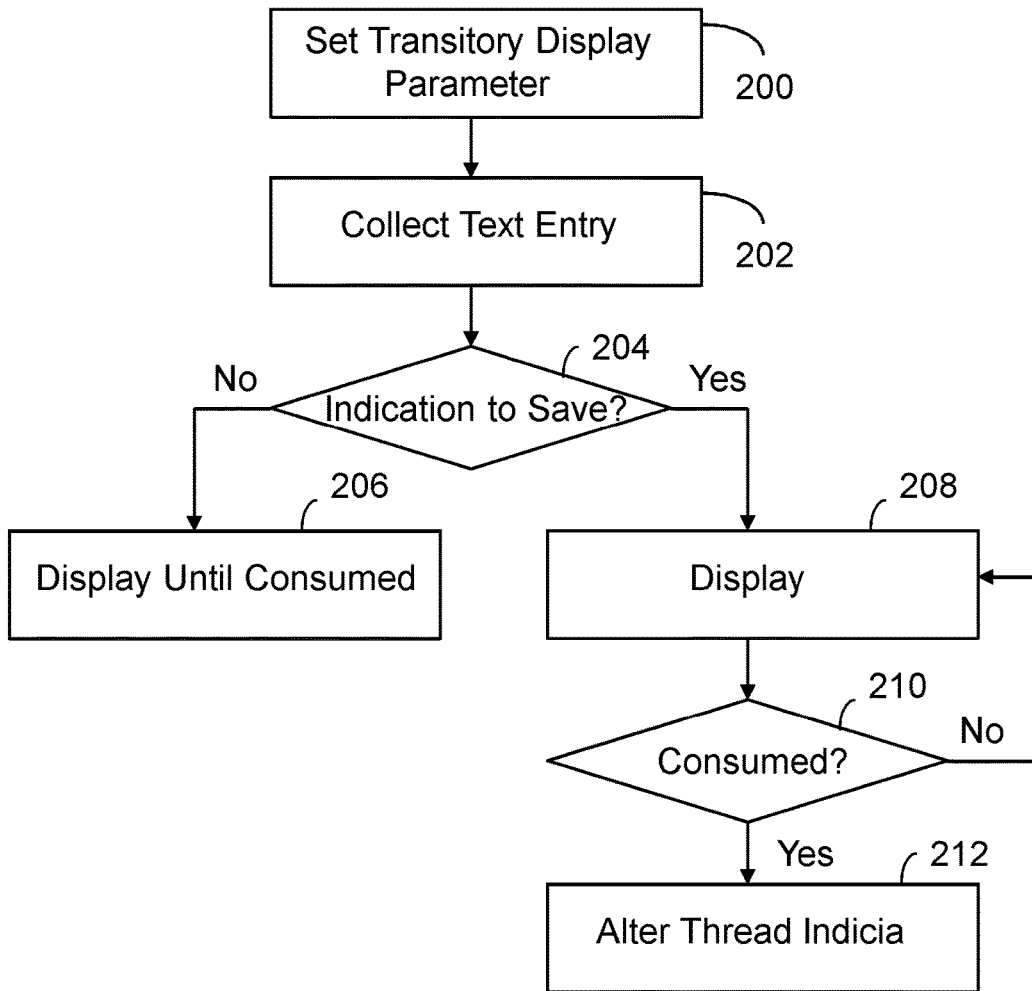 Set Transitory Display
Parameter
200
Collect Text Entry
202
204
No
Yes
Indication to Save?
206
208
Display Until Consumed
Display
210
No
Consumed?
Yes
212
Alter Thread Indicia